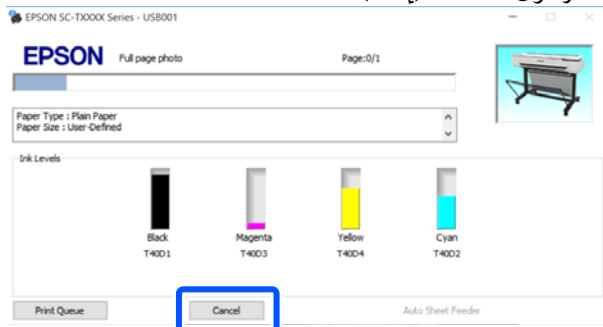 EPSON SC-TXXXX Series - USB001
EPSON
Full page photo
Page:0/1
Paper Type : Plain Paper
Paper Size : User-Defined
Ink Levels
Black
Magenta
Yellow
Cyan
T40D1
T40D3
T40D4
T40D2
Print Queue
Cancel
Auto Sheet Feeder